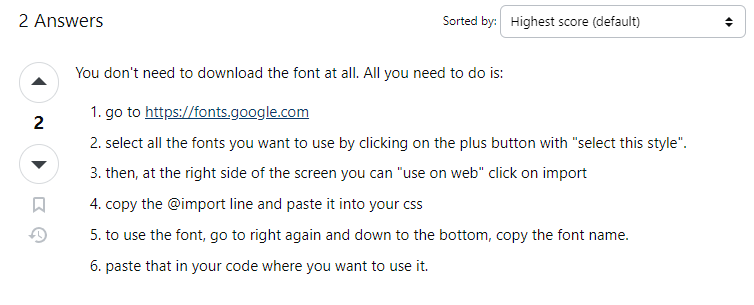 2 Answers
Sorted by: Highest score (default)
You don't need to download the font at all. All you need to do is:
1. go to https://fonts.google.com
2
2. select all the fonts you want to use by clicking on the plus button with "select this style".
3. then, at the right side of the screen you can "use on web" click on import
4. copy the @import line and paste it into your css
5. to use the font, go to right again and down to the bottom, copy the font name.
6. paste that in your code where you want to use it.